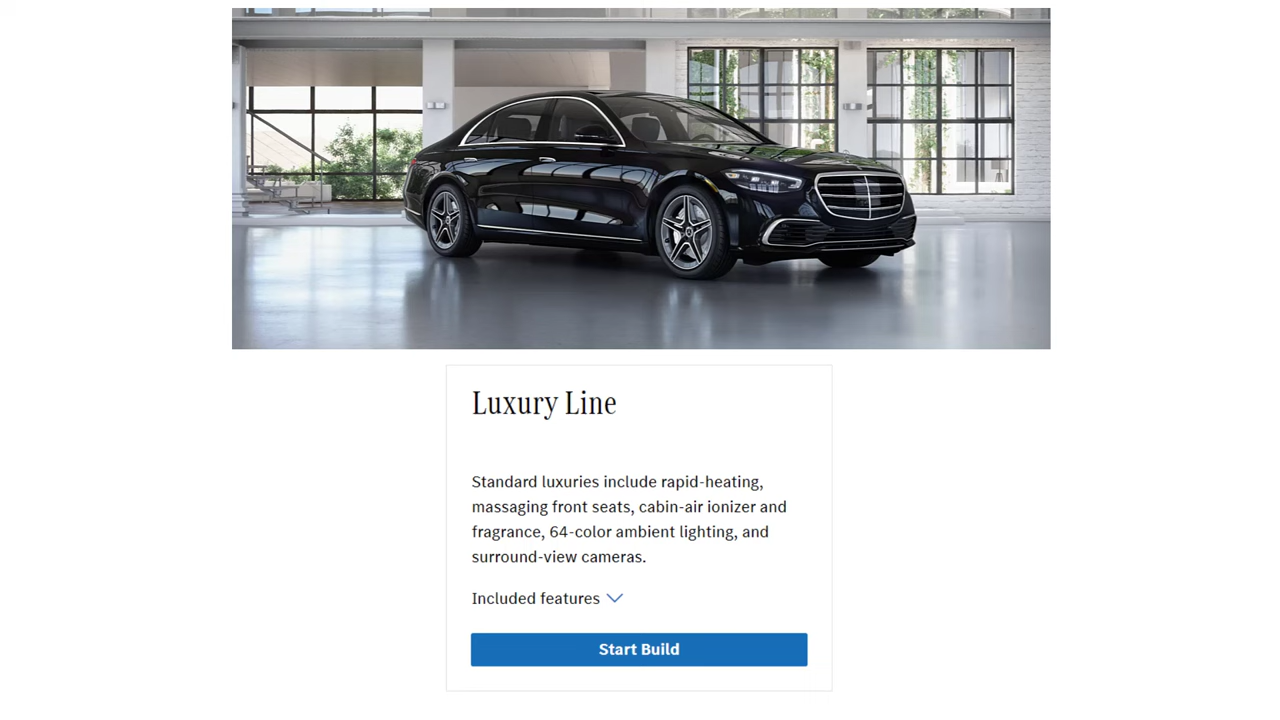 Luxury Line
Standard luxuries include rapid-heating,
massaging front seats, cabin-air ionizer and
fragrance, 64-color ambient lighting, and
surround-view cameras.
Included features
Start Build